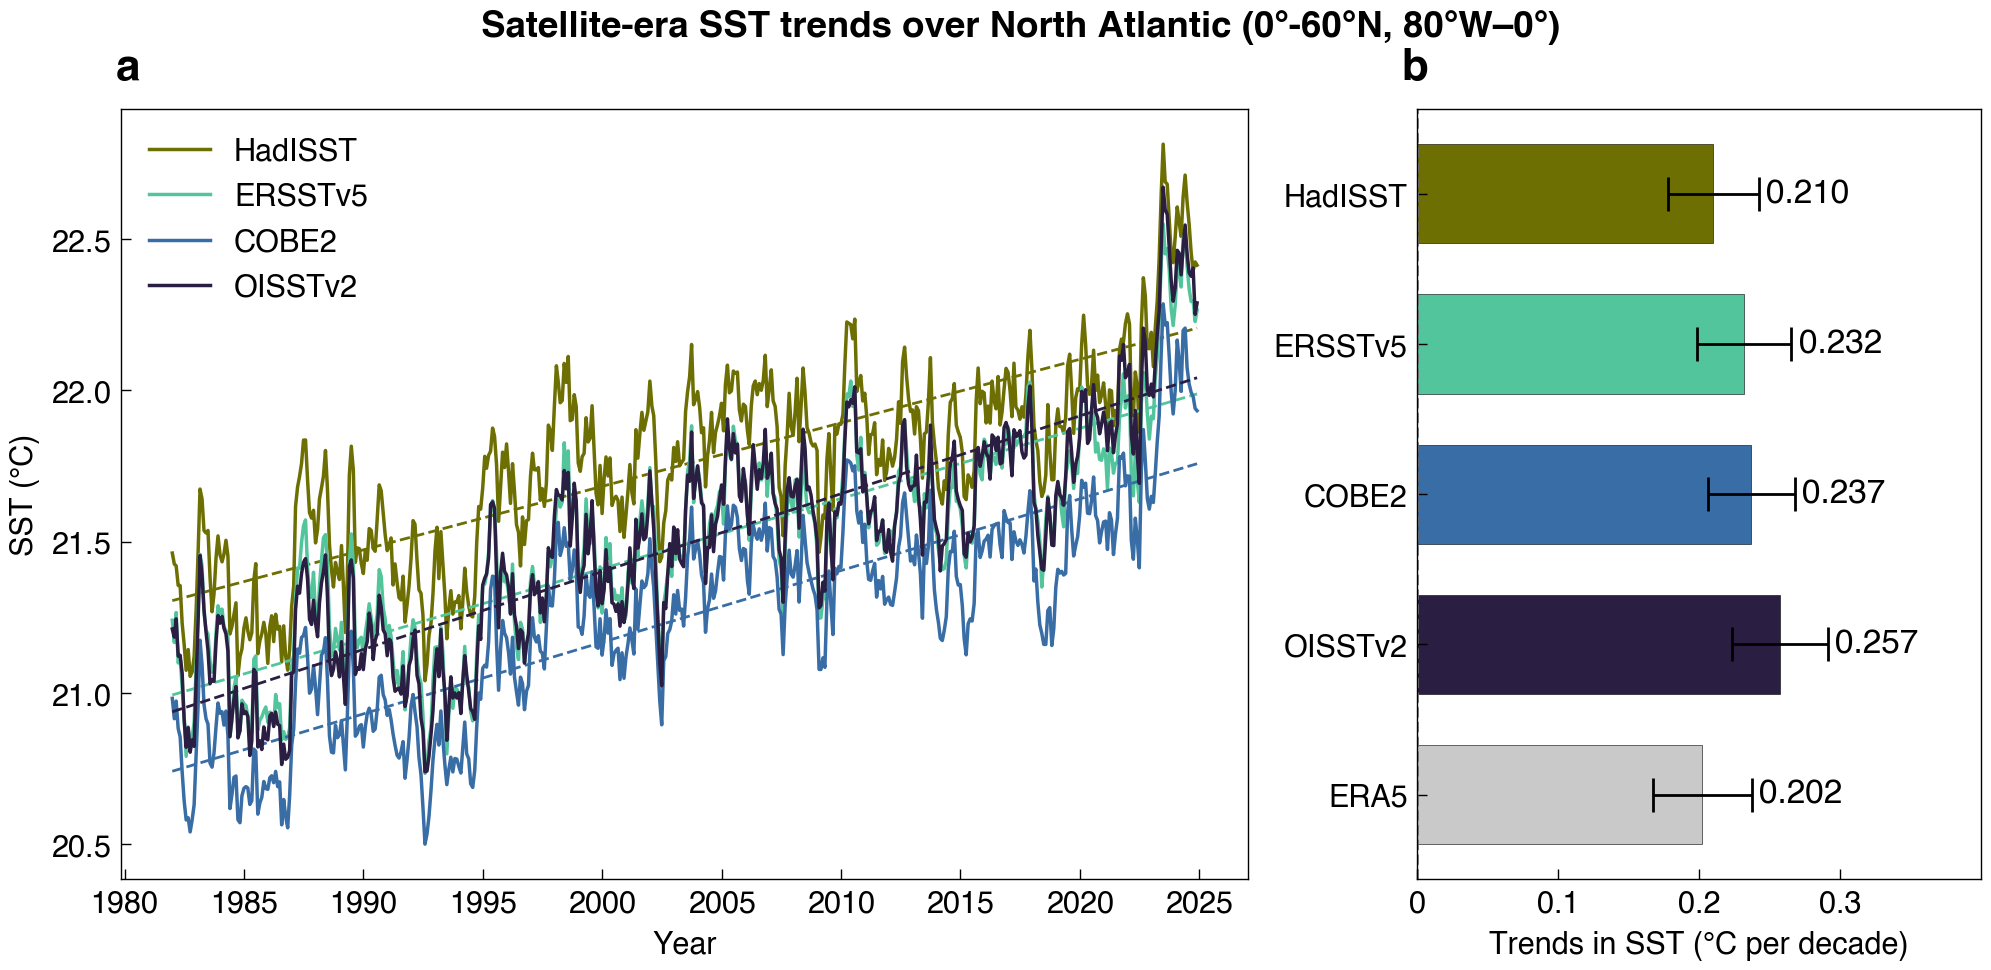 Satellite-era SST trends over North Atlantic (0°-60°N, 80°W–0°)
a
HadISST
ERSSTv5
COBE2
OISSTv2
22.5
22.0
21.5
21.0
20.5
SST (°C)
1980 1985 1990 1995 2000 2005 2010 2015 2020 2025
Year
b
HadISST 0.210
ERSSTv5 0.232
COBE2 0.237
OISSTv2 0.257
ERA5 0.202
0 0.1 0.2 0.3
Trends in SST (°C per decade)